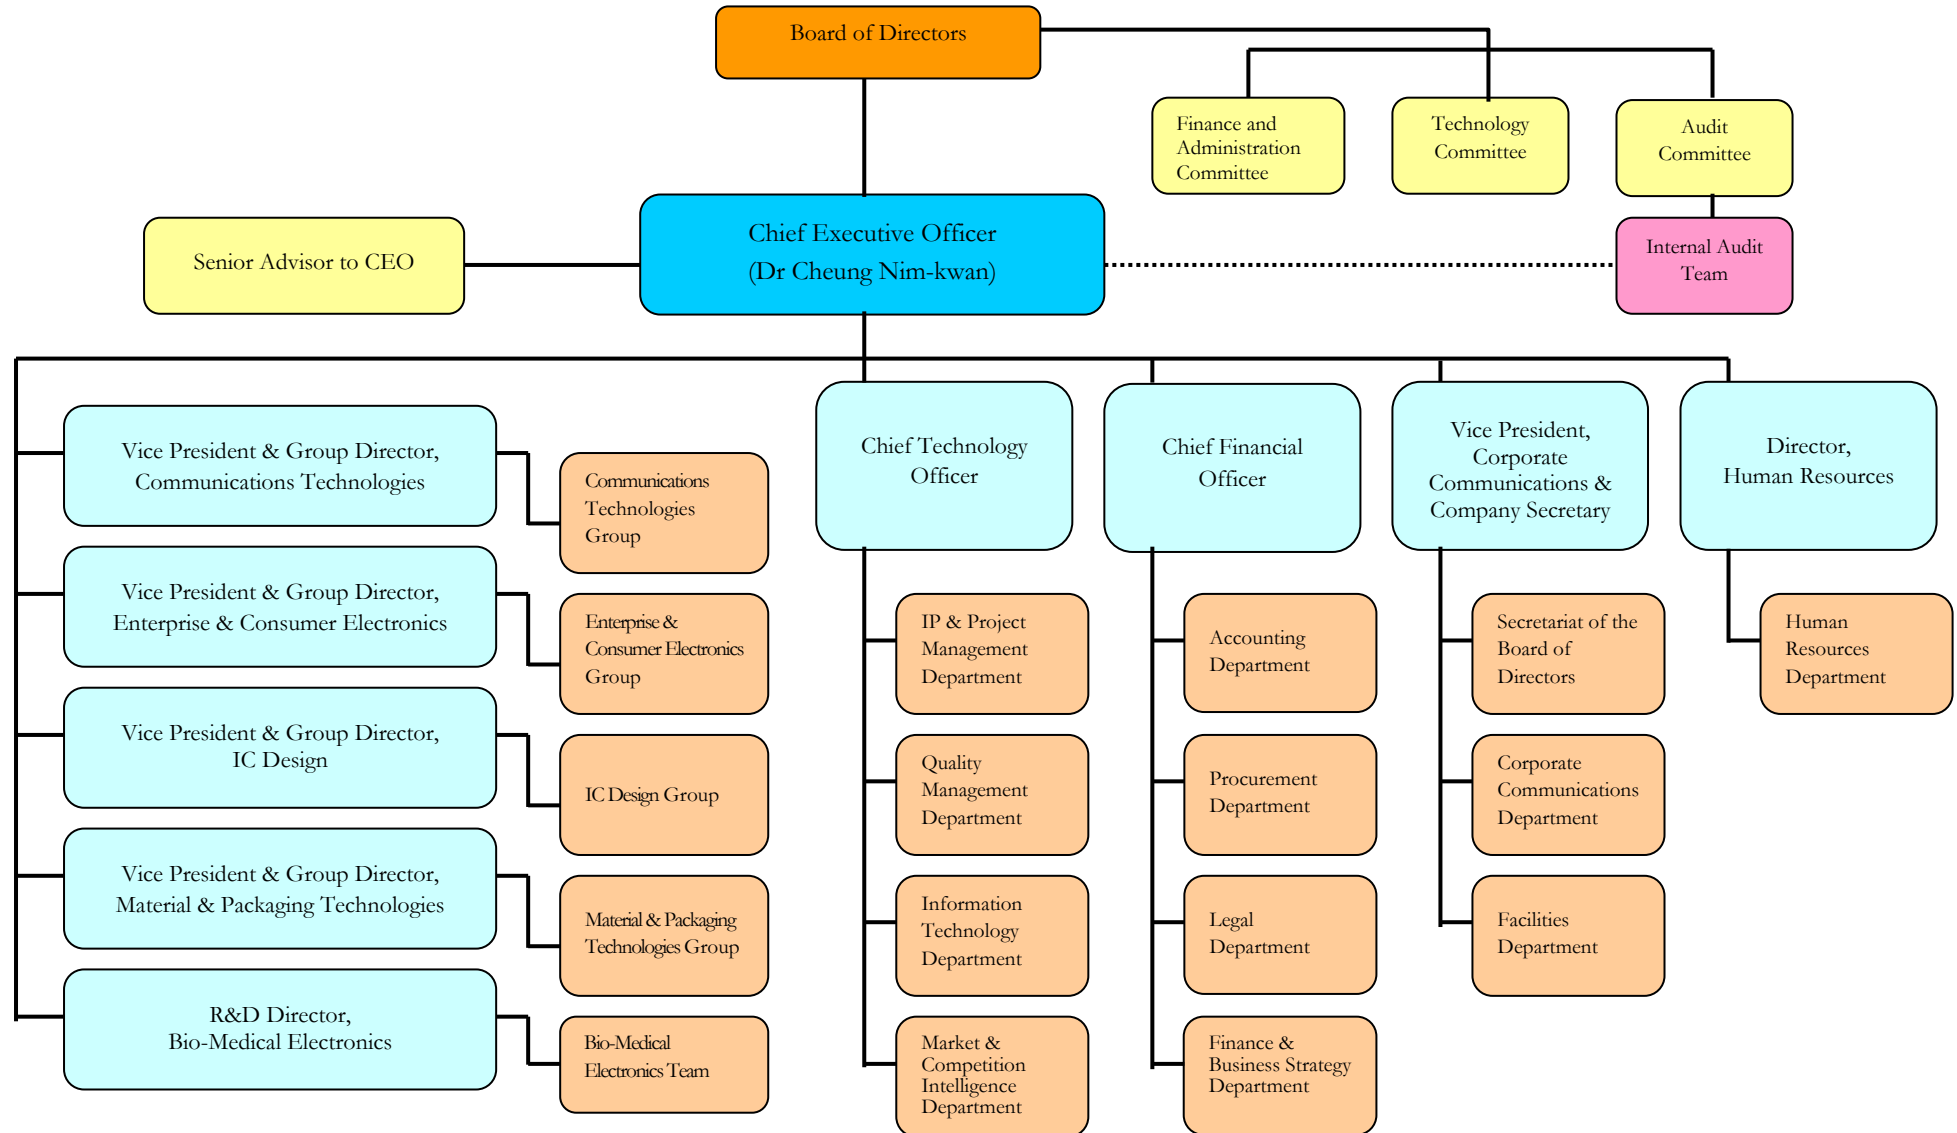 Board of Directors
Finance and
Administration
Committee
Technology
Committee
Audit
Committee
Senior Advisor to CEO
Chief Executive Officer
(Dr Cheung Nim-kwan)
Internal Audit
Team
Vice President & Group Director,
Communications Technologies
Communications
Technologies
Group
Vice President & Group Director,
Enterprise & Consumer Electronics
Enterprise &
Consumer Electronics
Group
Vice President & Group Director,
IC Design
IC Design Group
Vice President & Group Director,
Material & Packaging Technologies
Material & Packaging
Technologies Group
R&D Director,
Bio-Medical Electronics
Bio-Medical
Electronics Team
Chief Technology
Officer
IP & Project
Management
Department
Quality
Management
Department
Information
Technology
Department
Market &
Competition
Intelligence
Department
Chief Financial
Officer
Accounting
Department
Procurement
Department
Legal
Department
Finance &
Business Strategy
Department
Vice President,
Corporate
Communications &
Company Secretary
Secretariat of the
Board of
Directors
Corporate
Communications
Department
Facilities
Department
Director,
Human Resources
Human
Resources
Department